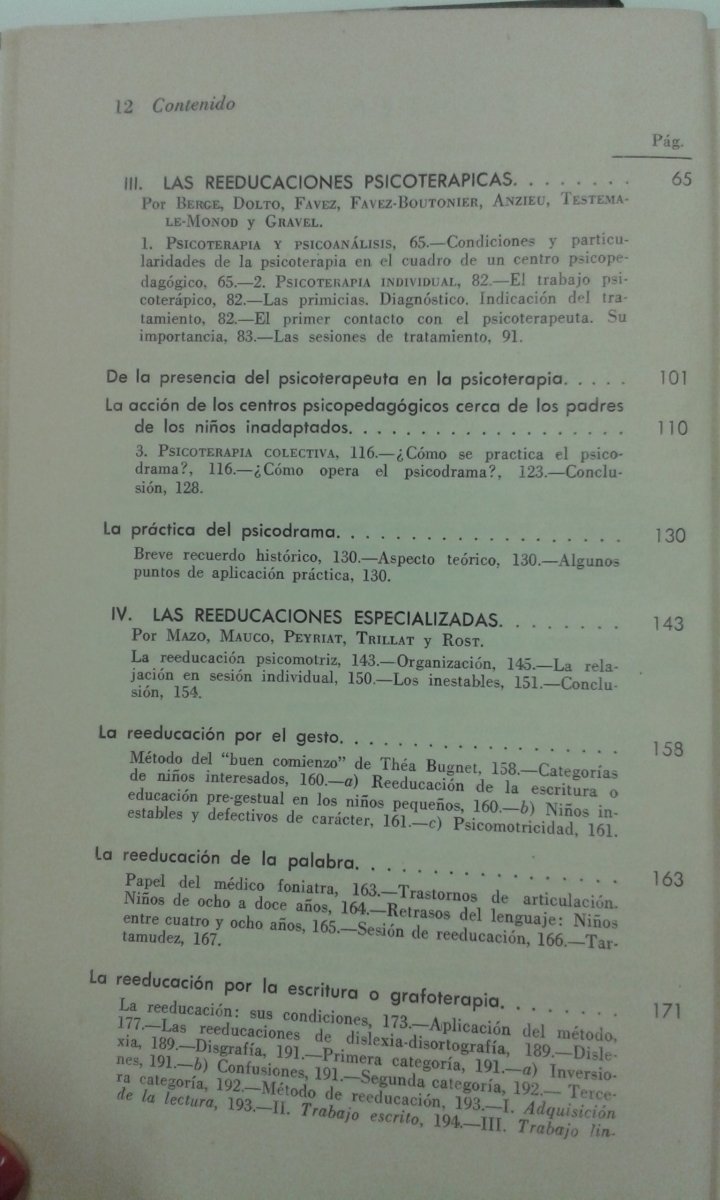 12 Contenido
Pág.
III. LAS REEDUCACIONES PSICOTERAPICAS. . . . . . . . 65
Por BERGE, DOLTO, FAVEZ, FAVEZ-BOUTONIER, ANZIEU, TESTEMA-
LE-MONOD y GRAVEL.
1. PSICOTERAPIA Y PSICOANÁLISIS, 65.—Condiciones y particu-
laridades de la psicoterapia en el cuadro de un centro psicope-
dagógico, 65.—2. PSICOTERAPIA INDIVIDUAL, 82.—El trabajo psi-
coterápico, 82.—Las primicias. Diagnóstico. Indicación del tra-
tamiento, 82.—El primer contacto con el psicoterapeuta. Su
importancia, 83.—Las sesiones de tratamiento, 91.
De la presencia del psicoterapeuta en la psicoterapia. . . . . 101
La acción de los centros psicopedagógicos cerca de los padres
de los niños inadaptados. . . . . . . . . . . . . . . . . . 110
3. PSICOTERAPIA COLECTIVA, 116.—¿Cómo se practica el psico-
drama?, 116.—¿Cómo opera el psicodrama?, 123.—Conclu-
sión, 128.
La práctica del psicodrama. . . . . . . . . . . . . . . . . . 130
Breve recuerdo histórico, 130.—Aspecto teórico, 130.—Algunos
puntos de aplicación práctica, 130.
IV. LAS REEDUCACIONES ESPECIALIZADAS. . . . . . . . 143
Por MAZO, MAUCO, PEYRIAT, TRILLAT y ROST.
La reeducación psicomotriz, 143.—Organización, 145.—La rela-
jación en sesión individual, 150.—Los inestables, 151.—Conclu-
sión, 154.
La reeducación por el gesto. . . . . . . . . . . . . . . . . . 158
Método del "buen comienzo" de Théa Bugnet, 158.—Categorías
de niños interesados, 160.—a) Reeducación de la escritura o
educación pre-gestual en los niños pequeños, 160.—b) Niños in-
estables y defectivos de carácter, 161.—c) Psicomotricidad, 161.
La reeducación de la palabra. . . . . . . . . . . . . . . . . 163
Papel del médico foniatra, 163.—Trastornos de articulación.
Niños de ocho a doce años, 164.—Retrasos del lenguaje: Niños
entre cuatro y ocho años, 165.—Sesión de reeducación, 166.—Tar-
tamudez, 167.
La reeducación por la escritura o grafoterapia. . . . . . . . 171
La reeducación: sus condiciones, 173.—Aplicación del método,
177.—Las reeducaciones de dislexia-disortografía, 189.—Disle-
xia, 189.—Disgrafía, 191.—Primera categoría, 191.—a) Inversio-
nes, 191.—b) Confusiones, 191.—Segunda categoría, 192.— Terce-
ra categoría, 192.—Método de reeducación, 193.—I. Adquisición
de la lectura, 193.—II. Trabajo escrito, 194.—III. Trabajo lin-